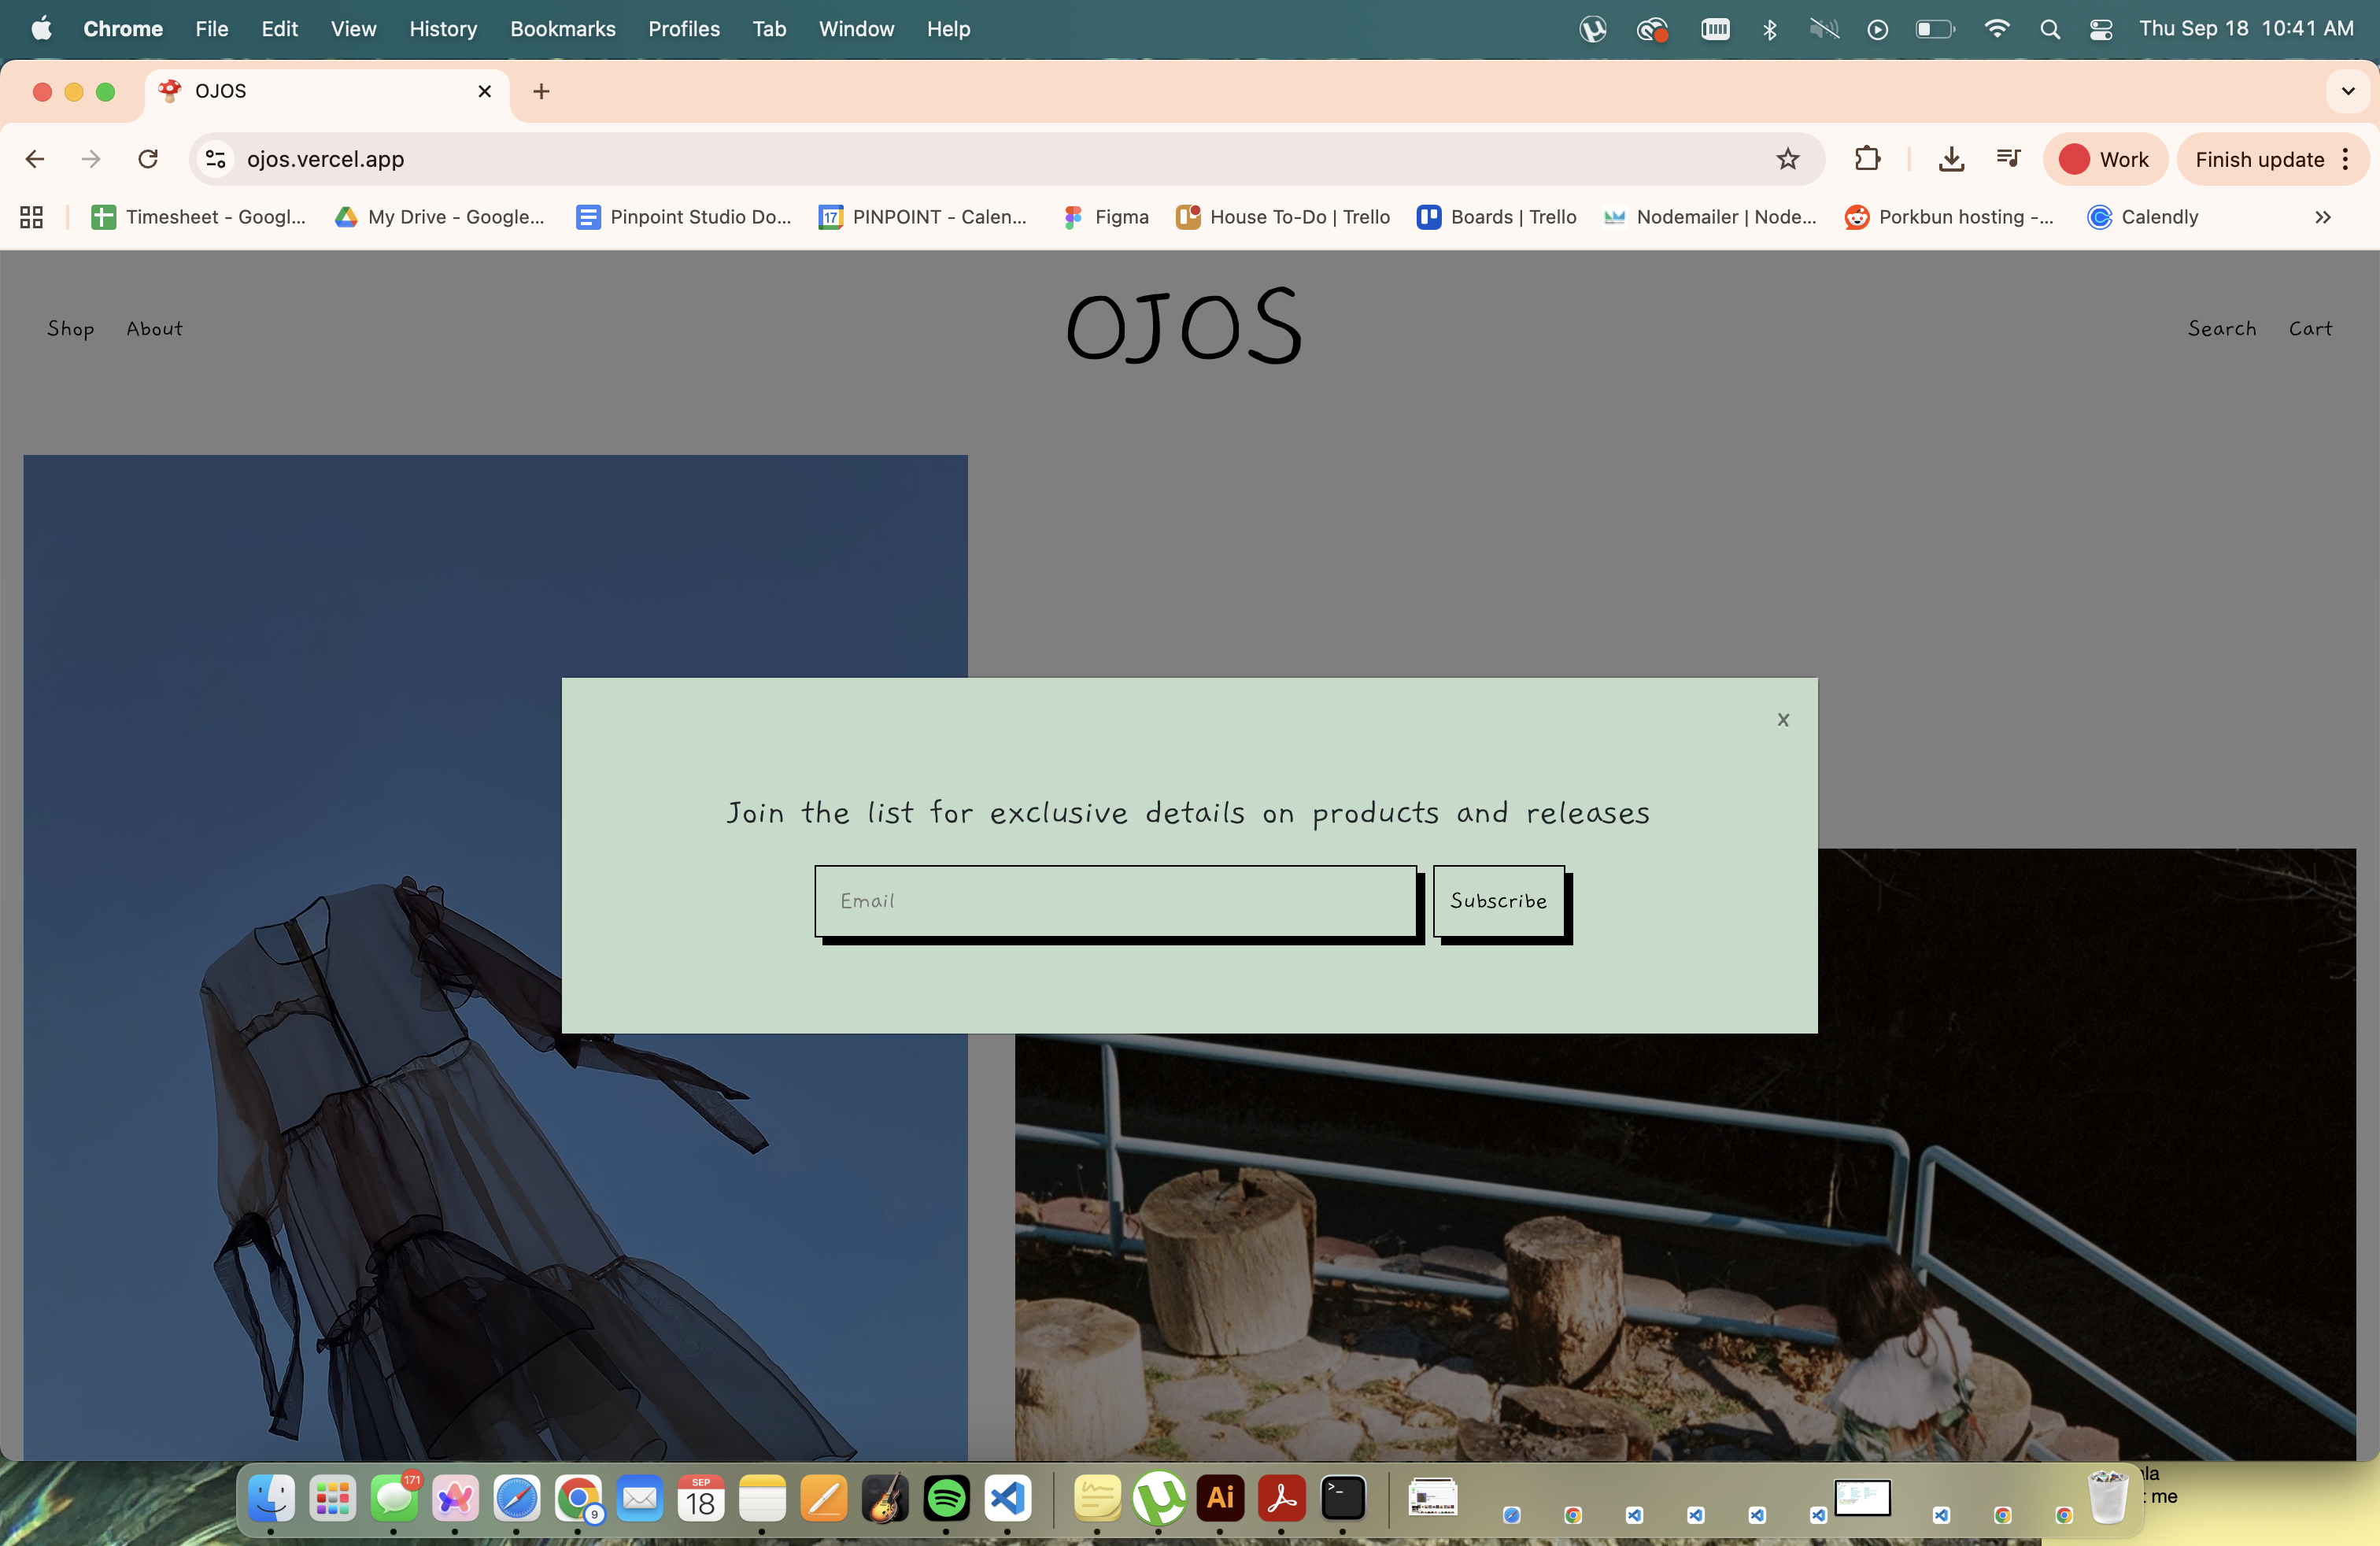 Chrome File Edit View History Bookmarks Profiles Tab Window Help Thu Sep 18 10:41 AM
OJOS
ojos.vercel.app Work Finish update
Timesheet - Googl... My Drive - Google... Pinpoint Studio Do... 17 PINPOINT - Calen... Figma House To-Do | Trello Boards | Trello Nodemailer | Node... Porkbun hosting -... Calendly
Shop About OJOS Search Cart
x
Join the list for exclusive details on products and releases
Email Subscribe
171 9 SEP 18 Ai
me